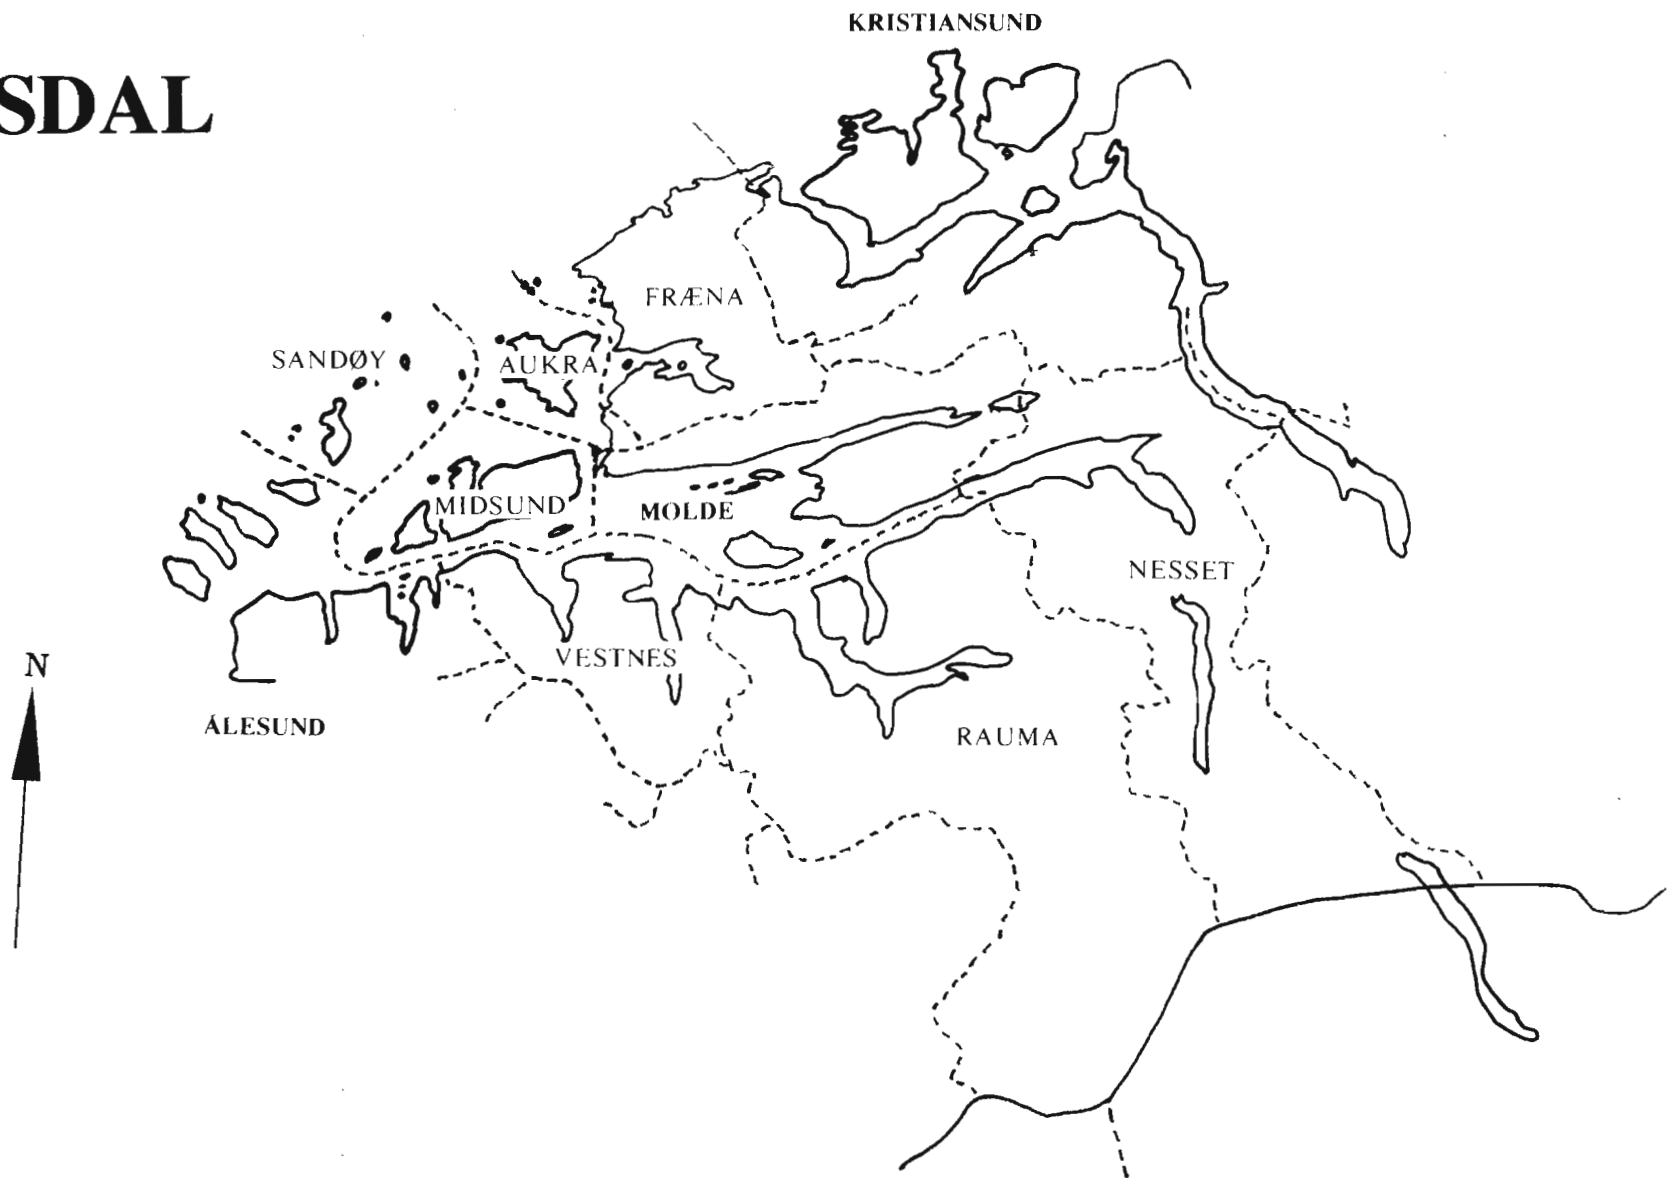 KRISTIANSUND
SDAL
FRÆNA
SANDØY
AUKRA
MIDSUND
MOLDE
NESSET
VESTNES
N
ÅLESUND
RAUMA